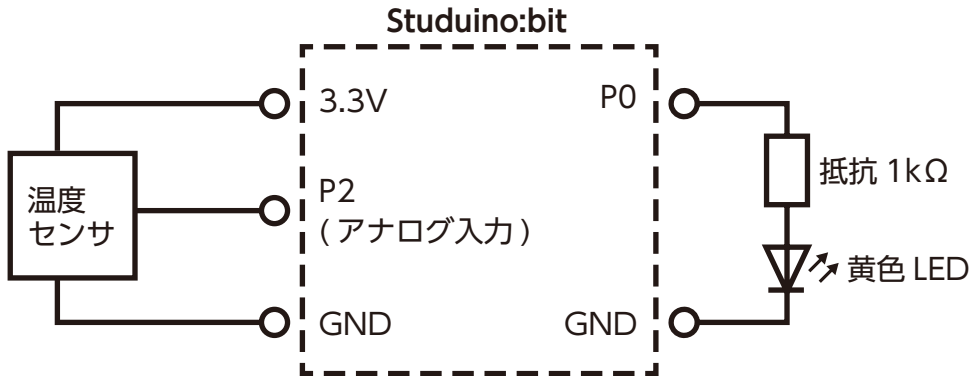 Studuino:bit
3.3V
P0
温度
センサ
P2
(アナログ入力)
抵抗 1kΩ
黄色 LED
GND
GND